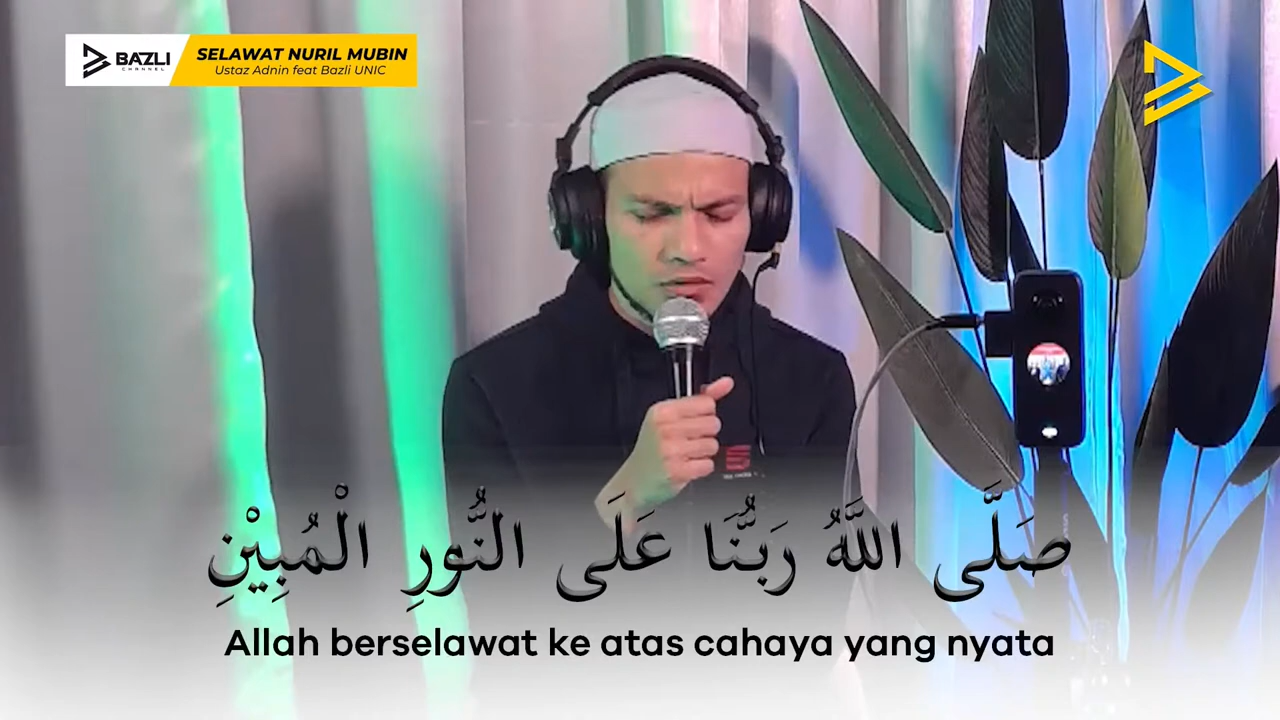 BAZLI
CHANNEL
SELAWAT NURIL MUBIN
Ustaz Adnin feat Bazli UNIC
صَلَّى اللَّهُ رَبُّنَا عَلَى النُّورِ الْمُبِيْنِ
Allah berselawat ke atas cahaya yang nyata